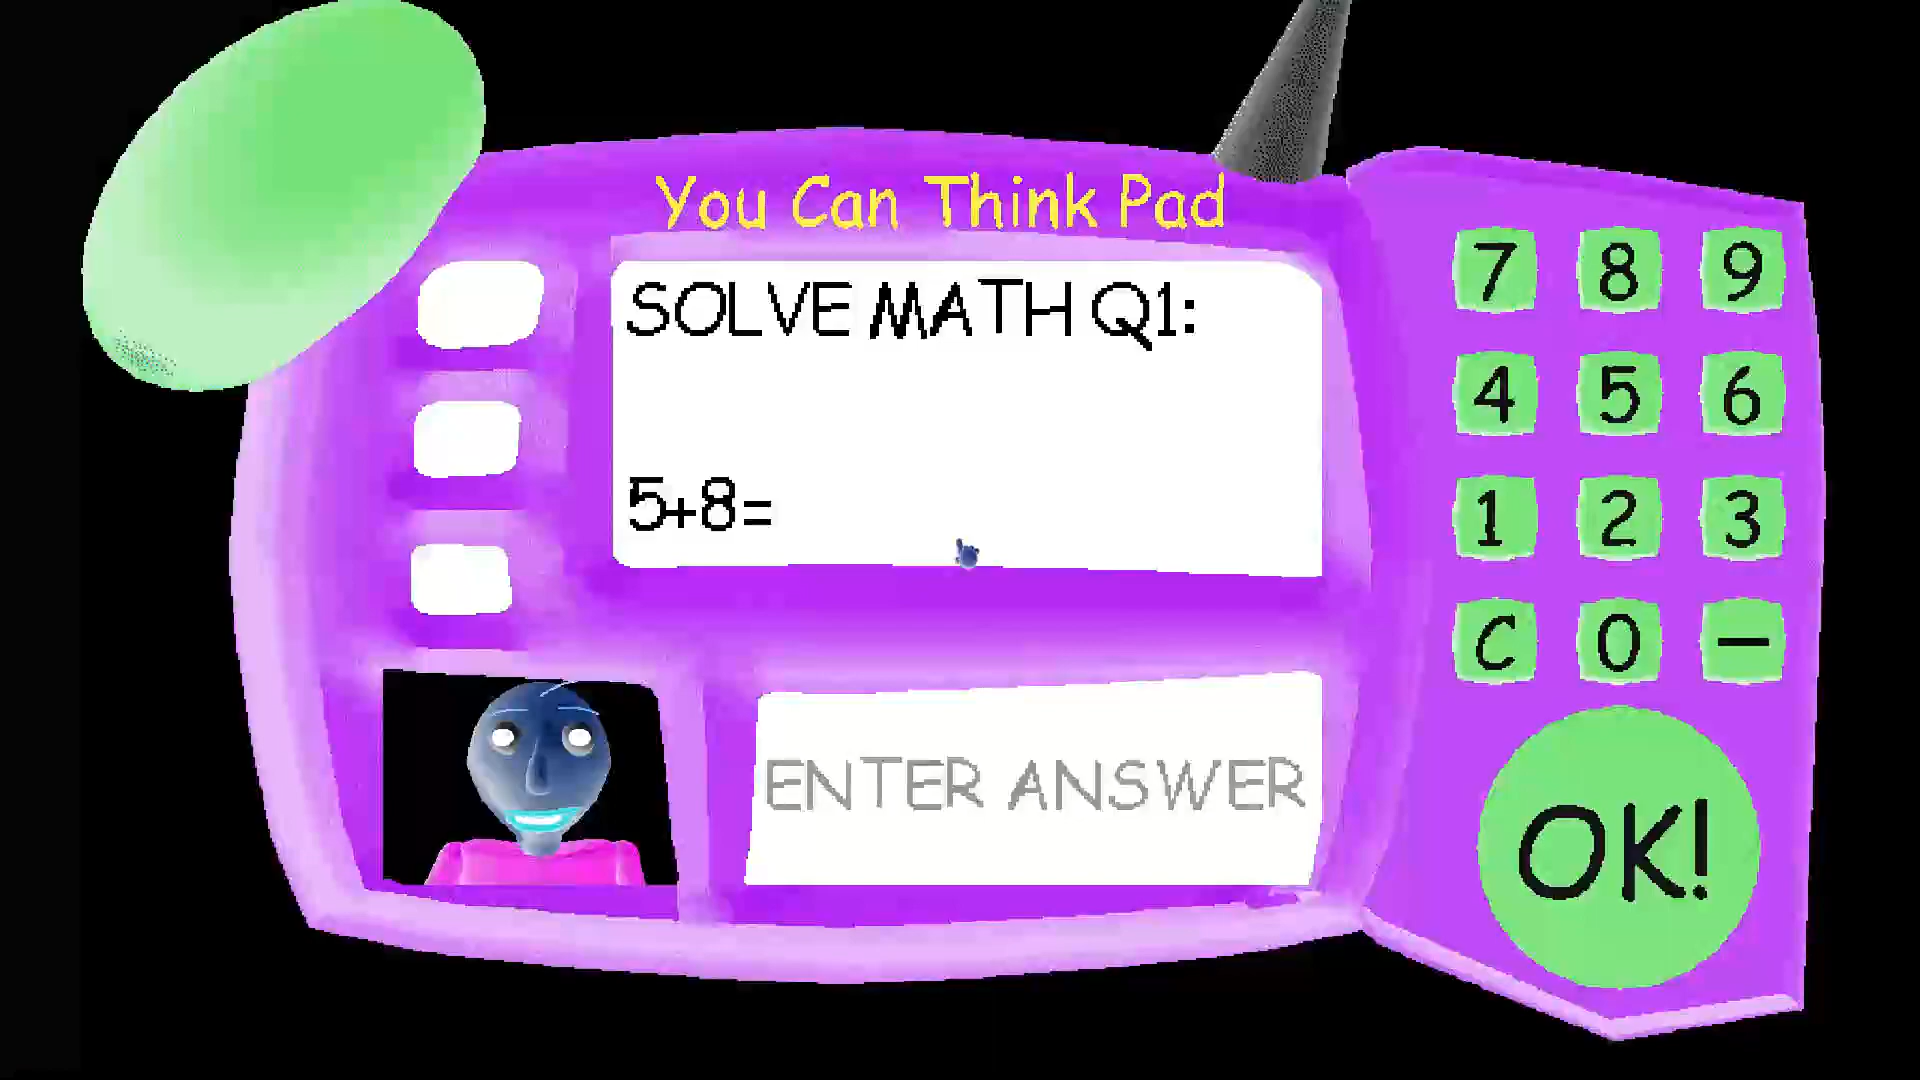 You Can Think Pad
SOLVE MATH Q1:
5+8=
ENTER ANSWER
7 8 9
4 5 6
1 2 3
C 0 −
OK!